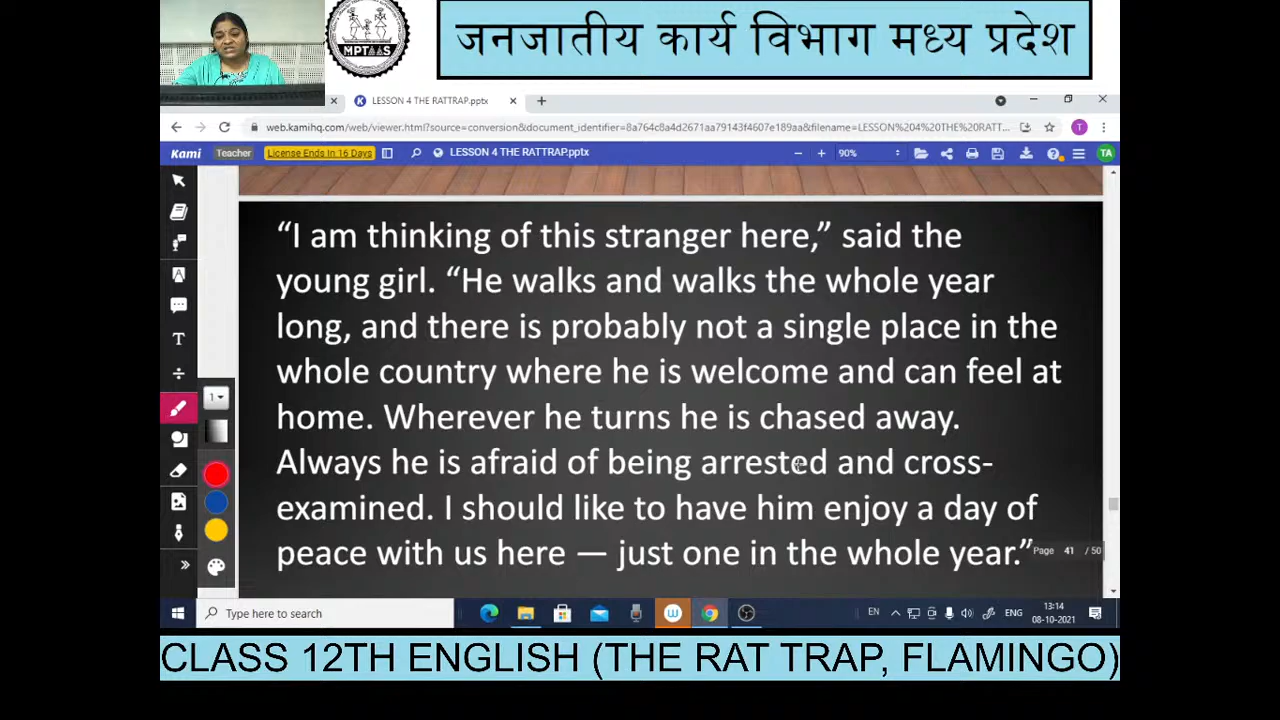 जनजातीय कार्य विभाग मध्य प्रदेश
MPTAAS
LESSON 4 THE RATTRAP.pptx
web.kamihq.com/web/viewer.html?source=conversion&document_identifier=8a764c8a4d2671aa79143f4607e189aa&filename=LESSON%204%20THE%20RATT...
T
Kami Teacher License Ends In 16 Days LESSON 4 THE RATTRAP.pptx 90% TA
“I am thinking of this stranger here,” said the
young girl. “He walks and walks the whole year
long, and there is probably not a single place in the
whole country where he is welcome and can feel at
home. Wherever he turns he is chased away.
Always he is afraid of being arrested and cross-
examined. I should like to have him enjoy a day of
peace with us here — just one in the whole year.”
Page 41 / 50
1
Type here to search
EN ENG 13:14
08-10-2021
CLASS 12TH ENGLISH (THE RAT TRAP, FLAMINGO)